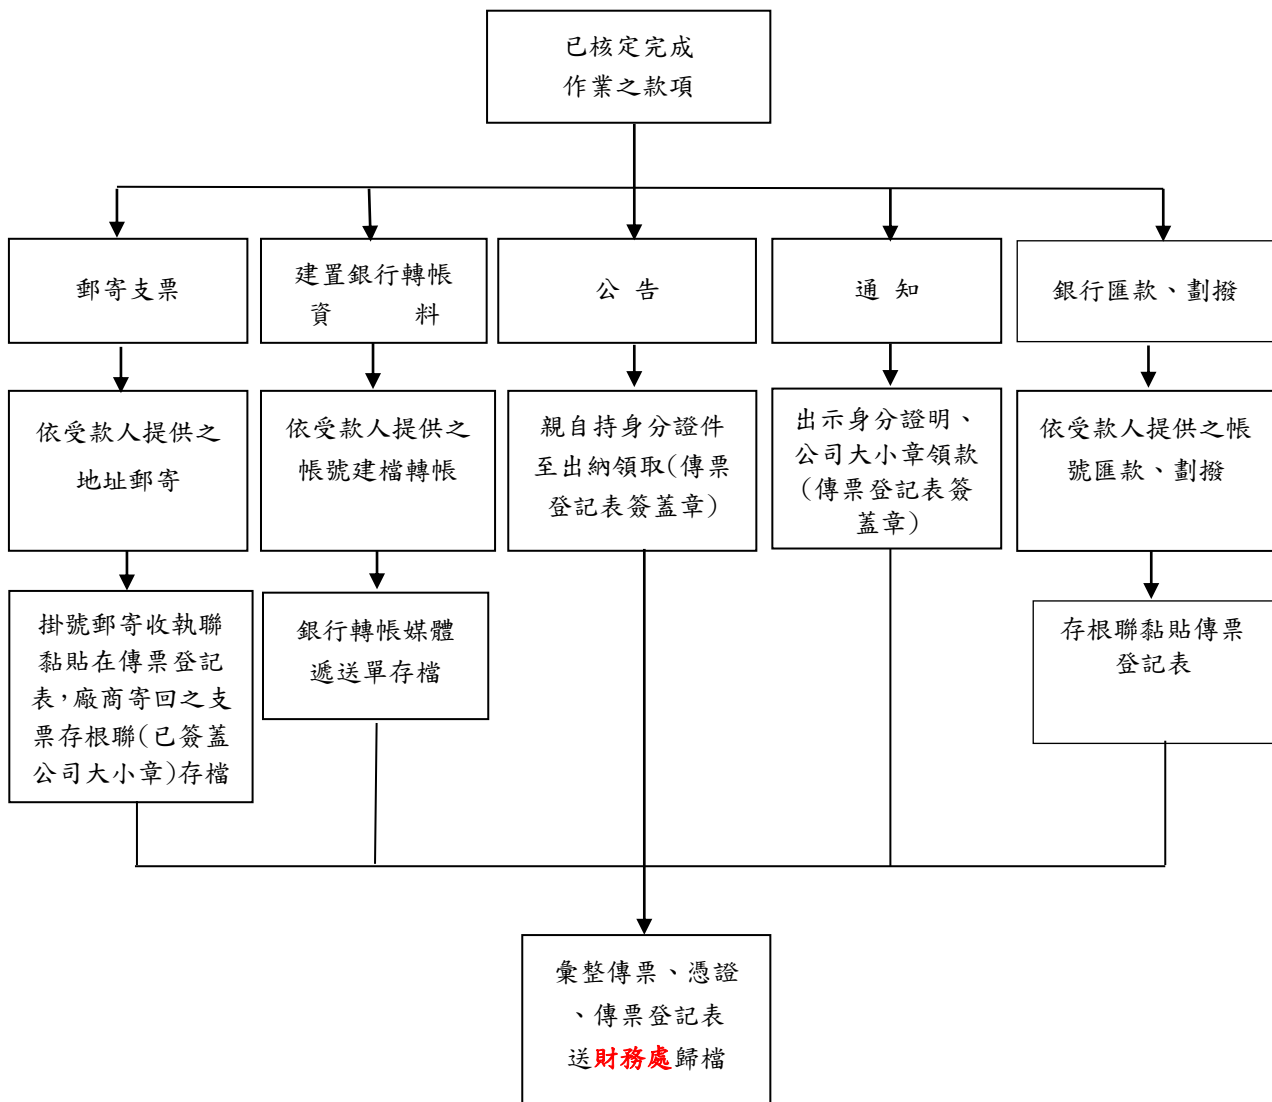 已核定完成
作業之款項
郵寄支票
建置銀行轉帳
資 料
公 告
通 知
銀行匯款、劃撥
依受款人提供之
地址郵寄
依受款人提供之
帳號建檔轉帳
親自持身分證件
至出納領取(傳票
登記表簽蓋章)
出示身分證明、
公司大小章領款
(傳票登記表簽
蓋章)
依受款人提供之帳
號匯款、劃撥
掛號郵寄收執聯
黏貼在傳票登記
表，廠商寄回之支
票存根聯(已簽蓋
公司大小章)存檔
銀行轉帳媒體
遞送單存檔
存根聯黏貼傳票
登記表
彙整傳票、憑證
、傳票登記表
送財務處歸檔